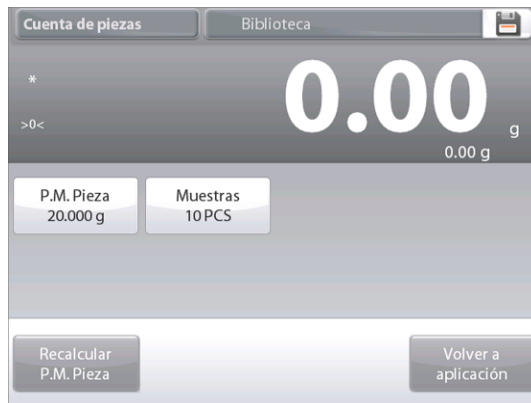 Cuenta de piezas
Biblioteca
*
0.00
>0<
g
0.00 g
P.M. Pieza
20.000 g
Muestras
10 PCS
Recalcular
P.M. Pieza
Volver a
aplicación